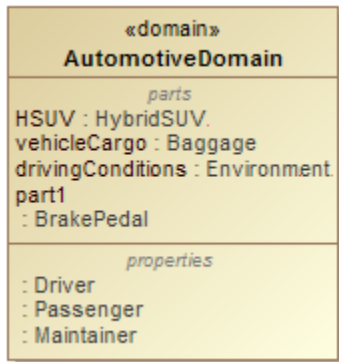 «domain»
AutomotiveDomain
parts
HSUV : HybridSUV.
vehicleCargo : Baggage
drivingConditions : Environment.
part1
: BrakePedal
properties
: Driver
: Passenger
: Maintainer